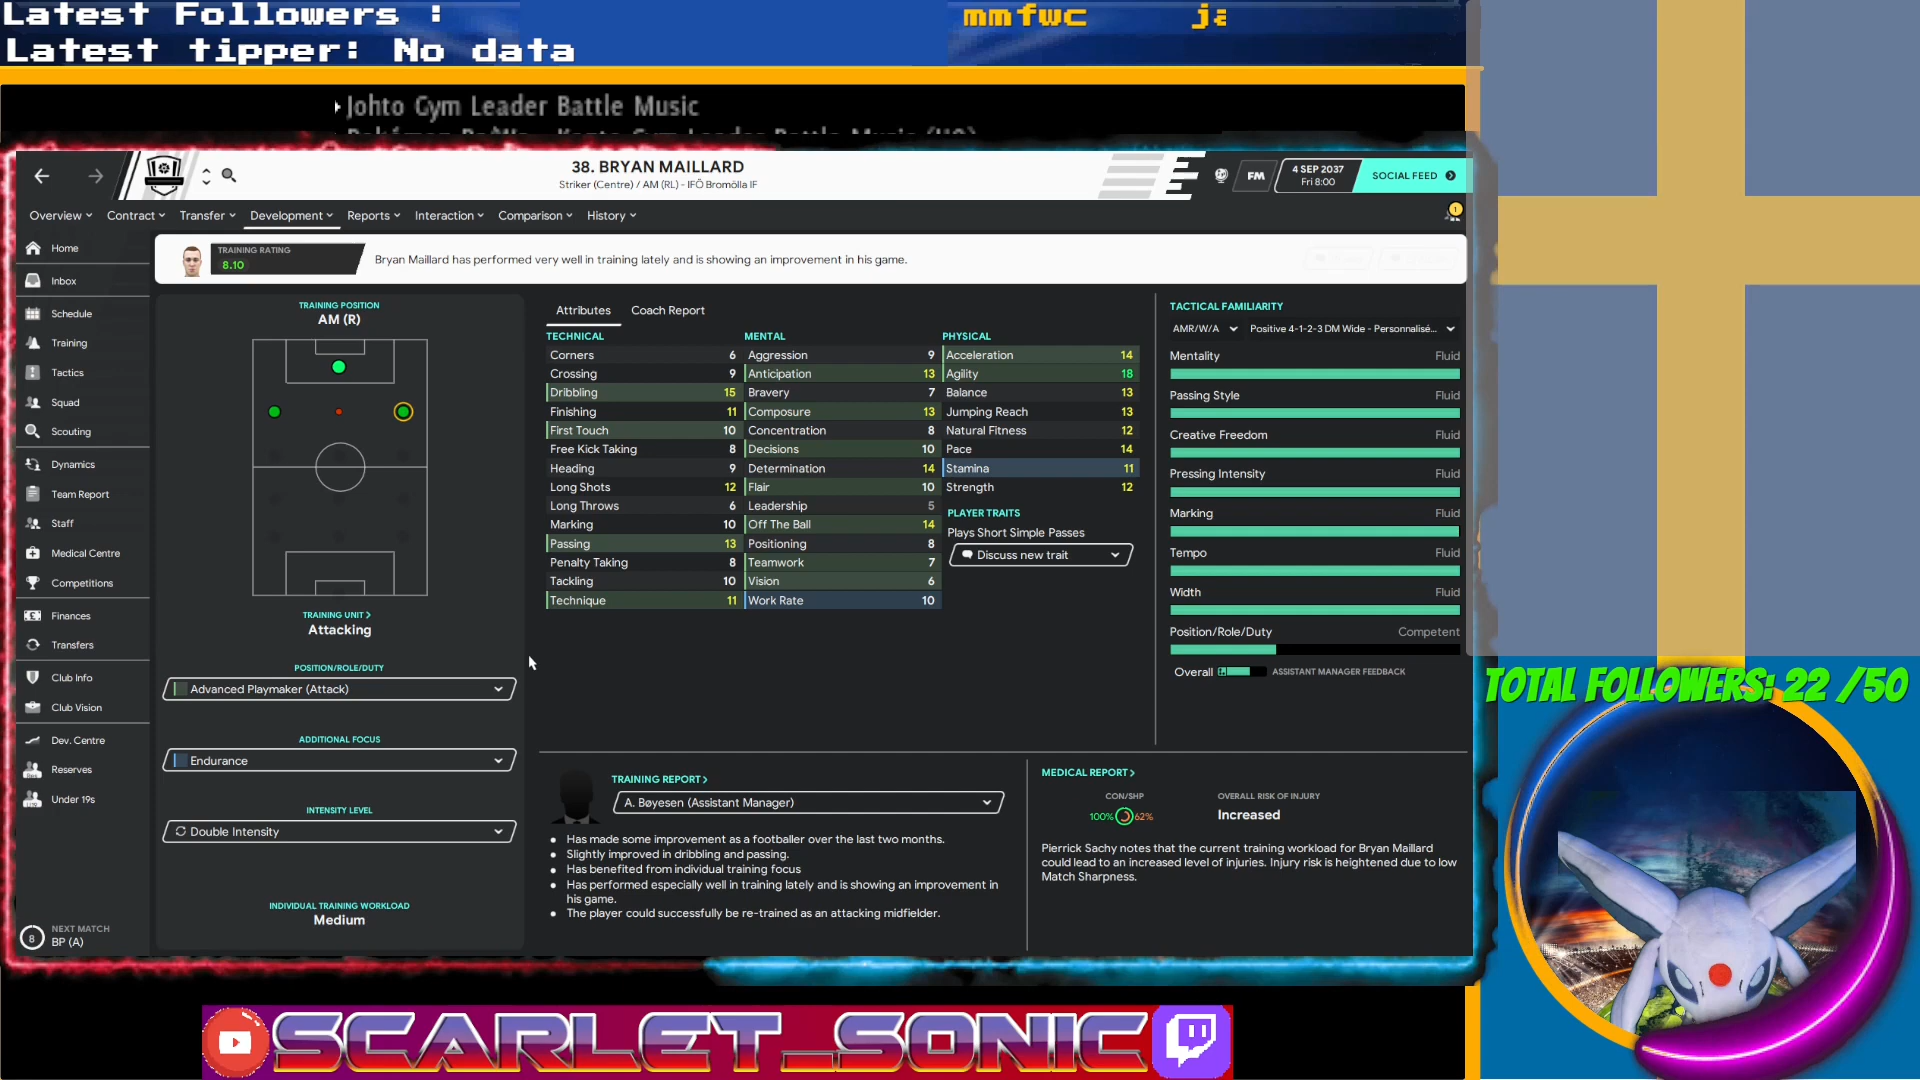 Latest Followers :
mmfwc ja
Latest tipper: No data
Johto Gym Leader Battle Music
38. BRYAN MAILLARD
Striker (Centre) / AM (RL) - IFÖ Bromölla IF
FM
4 SEP 2037
Fri 8:00
SOCIAL FEED
Overview
Contract
Transfer
Development
Reports
Interaction
Comparison
History
1
Home
Inbox
Schedule
Training
Tactics
Squad
Scouting
Dynamics
Team Report
Staff
Medical Centre
Competitions
Finances
Transfers
Club Info
Club Vision
Dev. Centre
Reserves
Under 19s
8
NEXT MATCH
BP (A)
TRAINING RATING
8.10
Bryan Maillard has performed very well in training lately and is showing an improvement in his game.
TRAINING POSITION
AM (R)
TRAINING UNIT >
Attacking
POSITION/ROLE/DUTY
Advanced Playmaker (Attack)
ADDITIONAL FOCUS
Endurance
INTENSITY LEVEL
Double Intensity
INDIVIDUAL TRAINING WORKLOAD
Medium
Attributes
Coach Report
TECHNICAL
Corners 6
Crossing 9
Dribbling 15
Finishing 11
First Touch 10
Free Kick Taking 8
Heading 9
Long Shots 12
Long Throws 6
Marking 10
Passing 13
Penalty Taking 8
Tackling 10
Technique 11
MENTAL
Aggression 9
Anticipation 13
Bravery 7
Composure 13
Concentration 8
Decisions 10
Determination 14
Flair 10
Leadership 5
Off The Ball 14
Positioning 8
Teamwork 7
Vision 6
Work Rate 10
PHYSICAL
Acceleration 14
Agility 18
Balance 13
Jumping Reach 13
Natural Fitness 12
Pace 14
Stamina 11
Strength 12
PLAYER TRAITS
Plays Short Simple Passes
Discuss new trait
TACTICAL FAMILIARITY
AMR/W/A
Positive 4-1-2-3 DM Wide - Personnalisé...
Mentality Fluid
Passing Style Fluid
Creative Freedom Fluid
Pressing Intensity Fluid
Marking Fluid
Tempo Fluid
Width Fluid
Position/Role/Duty Competent
Overall
ASSISTANT MANAGER FEEDBACK
TRAINING REPORT >
A. Bøyesen (Assistant Manager)
• Has made some improvement as a footballer over the last two months.
• Slightly improved in dribbling and passing.
• Has benefited from individual training focus
• Has performed especially well in training lately and is showing an improvement in
his game.
• The player could successfully be re-trained as an attacking midfielder.
MEDICAL REPORT >
CON/SHP
100% 62%
OVERALL RISK OF INJURY
Increased
Pierrick Sachy notes that the current training workload for Bryan Maillard
could lead to an increased level of injuries. Injury risk is heightened due to low
Match Sharpness.
TOTAL FOLLOWERS: 22 /50
SCARLET_SONIC